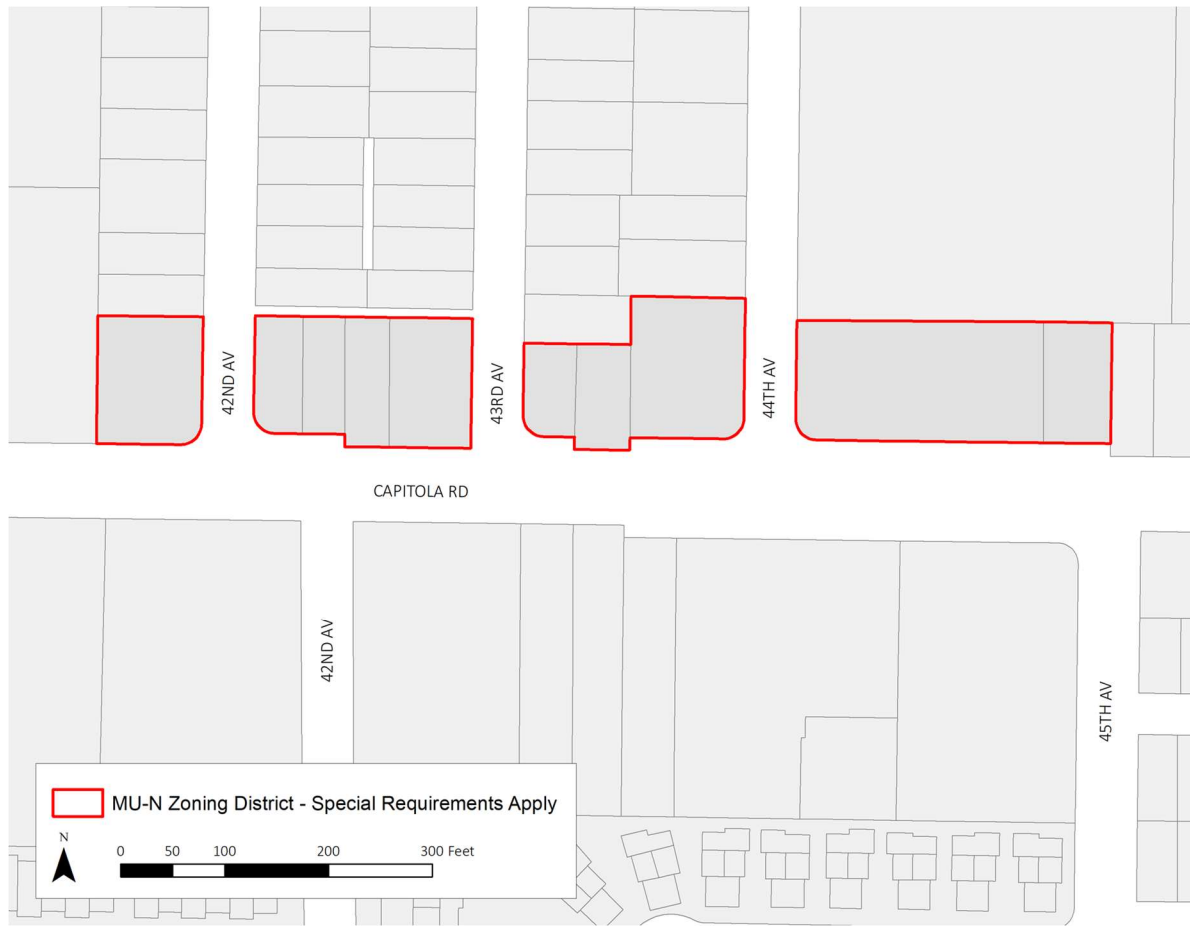 42ND AV
43RD AV
44TH AV
CAPITOLA RD
42ND AV
45TH AV
MU-N Zoning District - Special Requirements Apply
N
0 50 100 200 300 Feet